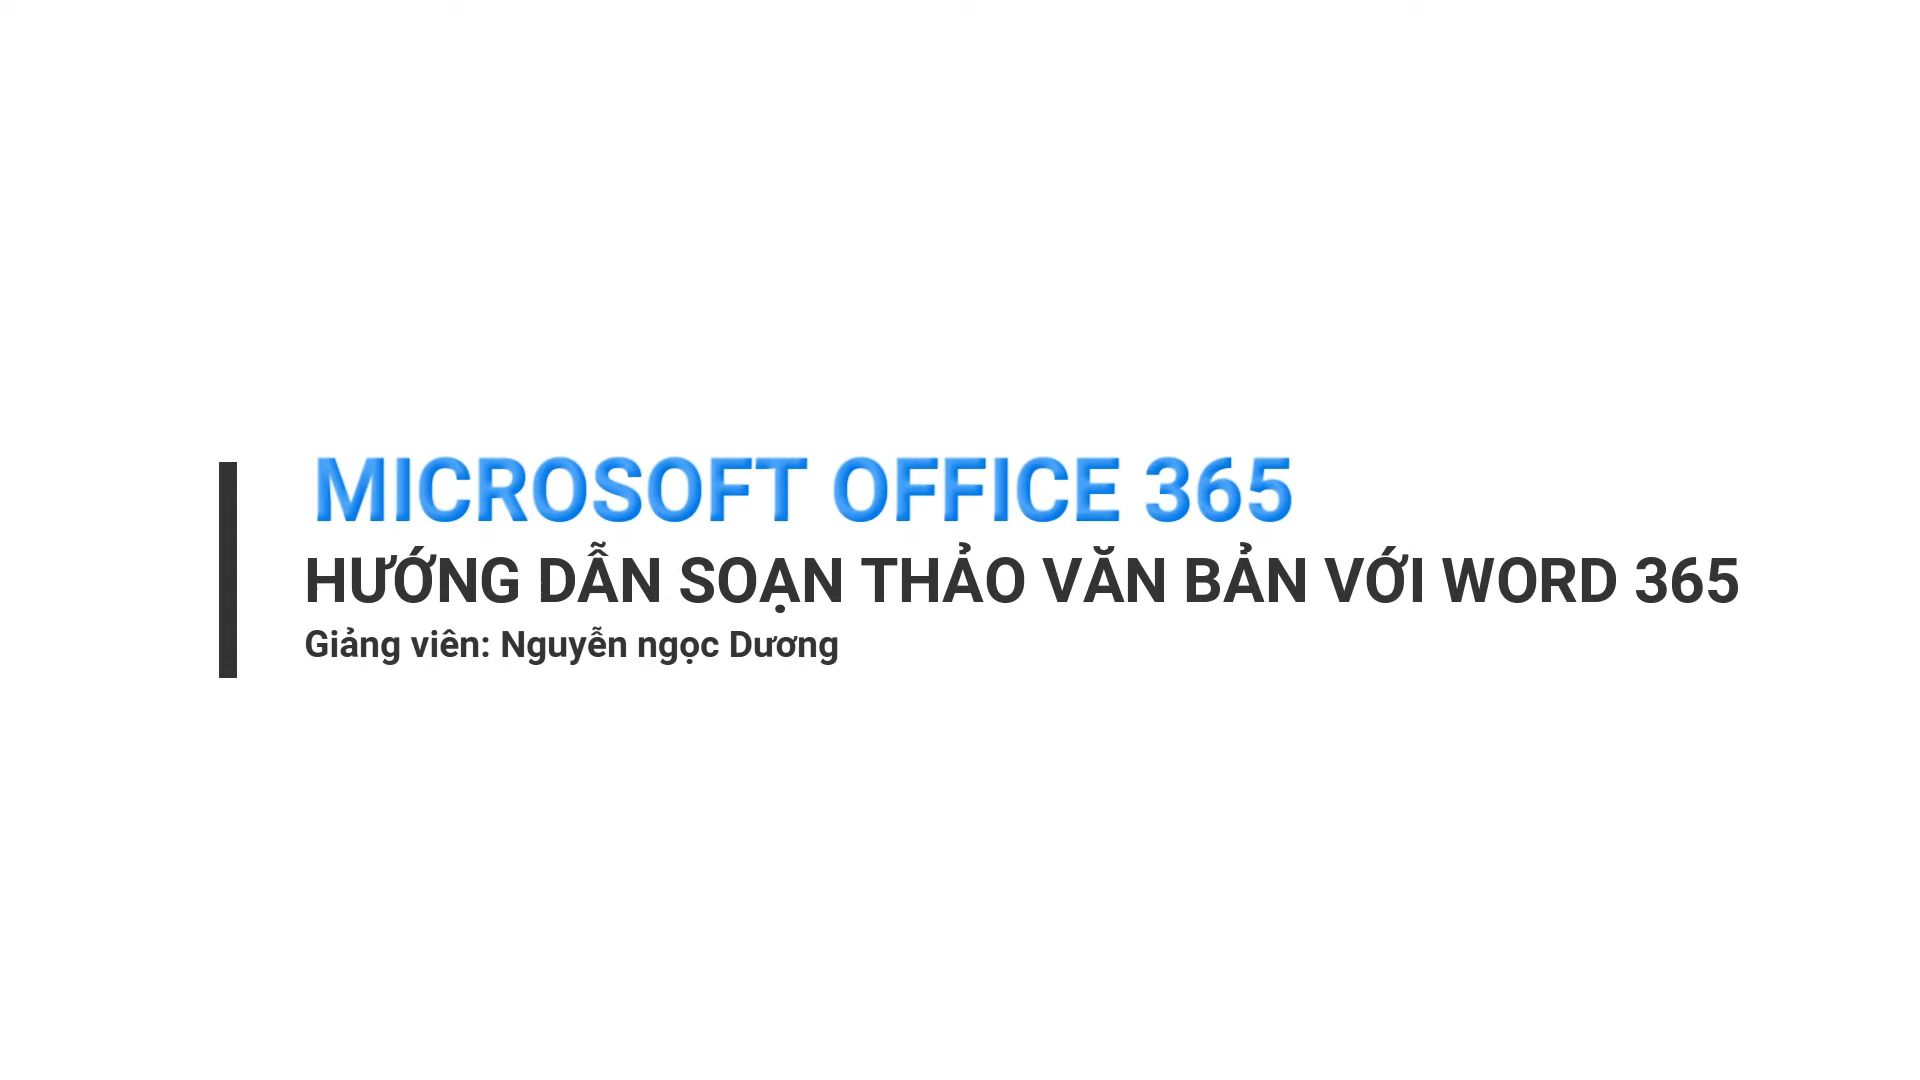 MICROSOFT OFFICE 365
HƯỚNG DẪN SOẠN THẢO VĂN BẢN VỚI WORD 365
Giảng viên: Nguyễn ngọc Dương